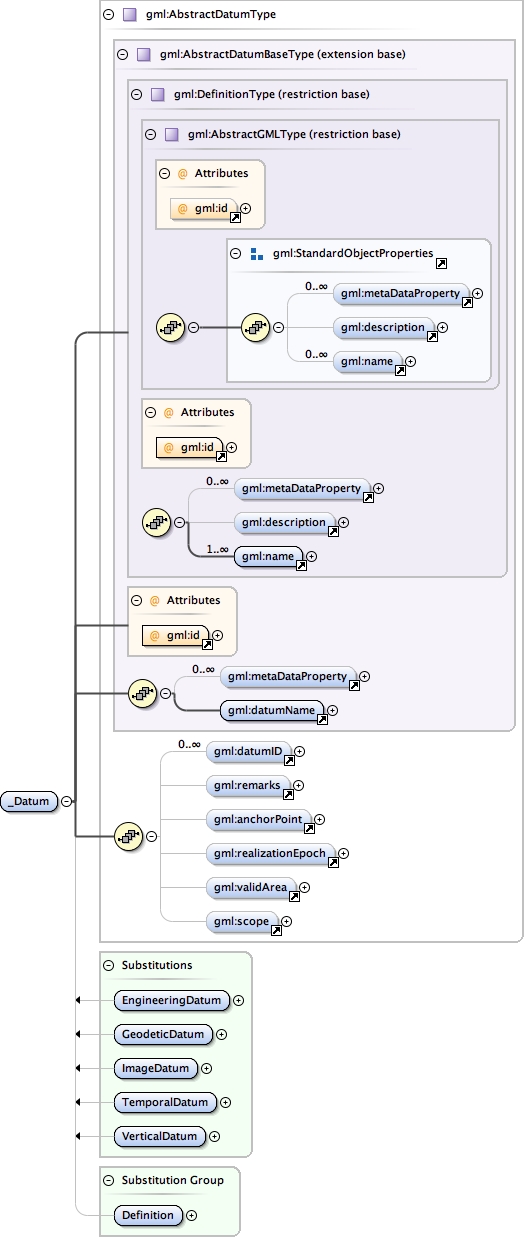 gml:AbstractDatumType
gml:AbstractDatumBaseType (extension base)
gml:DefinitionType (restriction base)
gml:AbstractGMLType (restriction base)
@ Attributes
@ gml:id
gml:StandardObjectProperties
0..∞
gml:metaDataProperty
gml:description
0..∞
gml:name
@ Attributes
@ gml:id
0..∞
gml:metaDataProperty
gml:description
1..∞
gml:name
@ Attributes
@ gml:id
0..∞
gml:metaDataProperty
gml:datumName
0..∞
gml:datumID
gml:remarks
_Datum
gml:anchorPoint
gml:realizationEpoch
gml:validArea
gml:scope
Substitutions
EngineeringDatum
GeodeticDatum
ImageDatum
TemporalDatum
VerticalDatum
Substitution Group
Definition